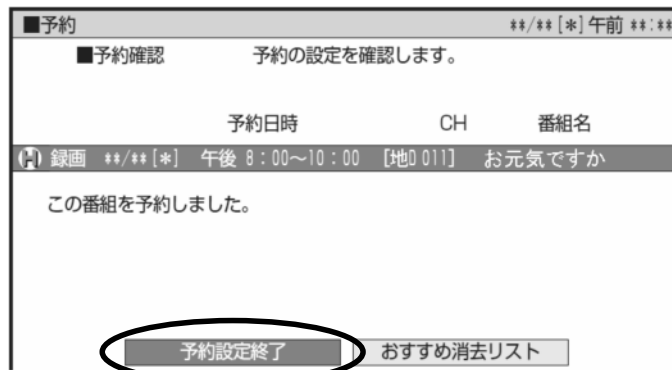 ■予約 **/**[*]午前 **:**
■予約確認 予約の設定を確認します。
予約日時 CH 番組名
H 録画 **/**[*] 午後 8:00~10:00 [地D011] お元気ですか
この番組を予約しました。
予約設定終了 おすすめ消去リスト